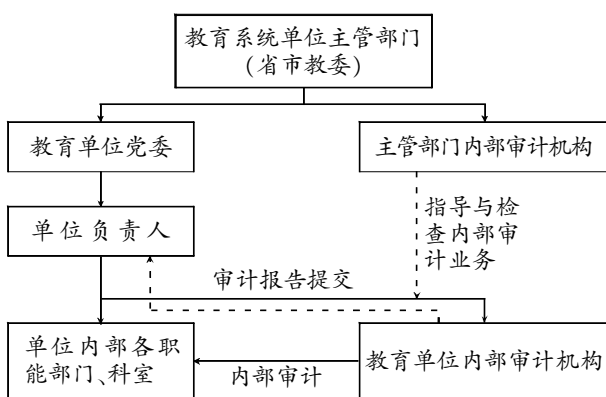 教育系统单位主管部门
(省市教委)
教育单位党委
主管部门内部审计机构
单位负责人
指导与检
查内部审
计业务
审计报告提交
单位内部各职
能部门、科室
内部审计
教育单位内部审计机构